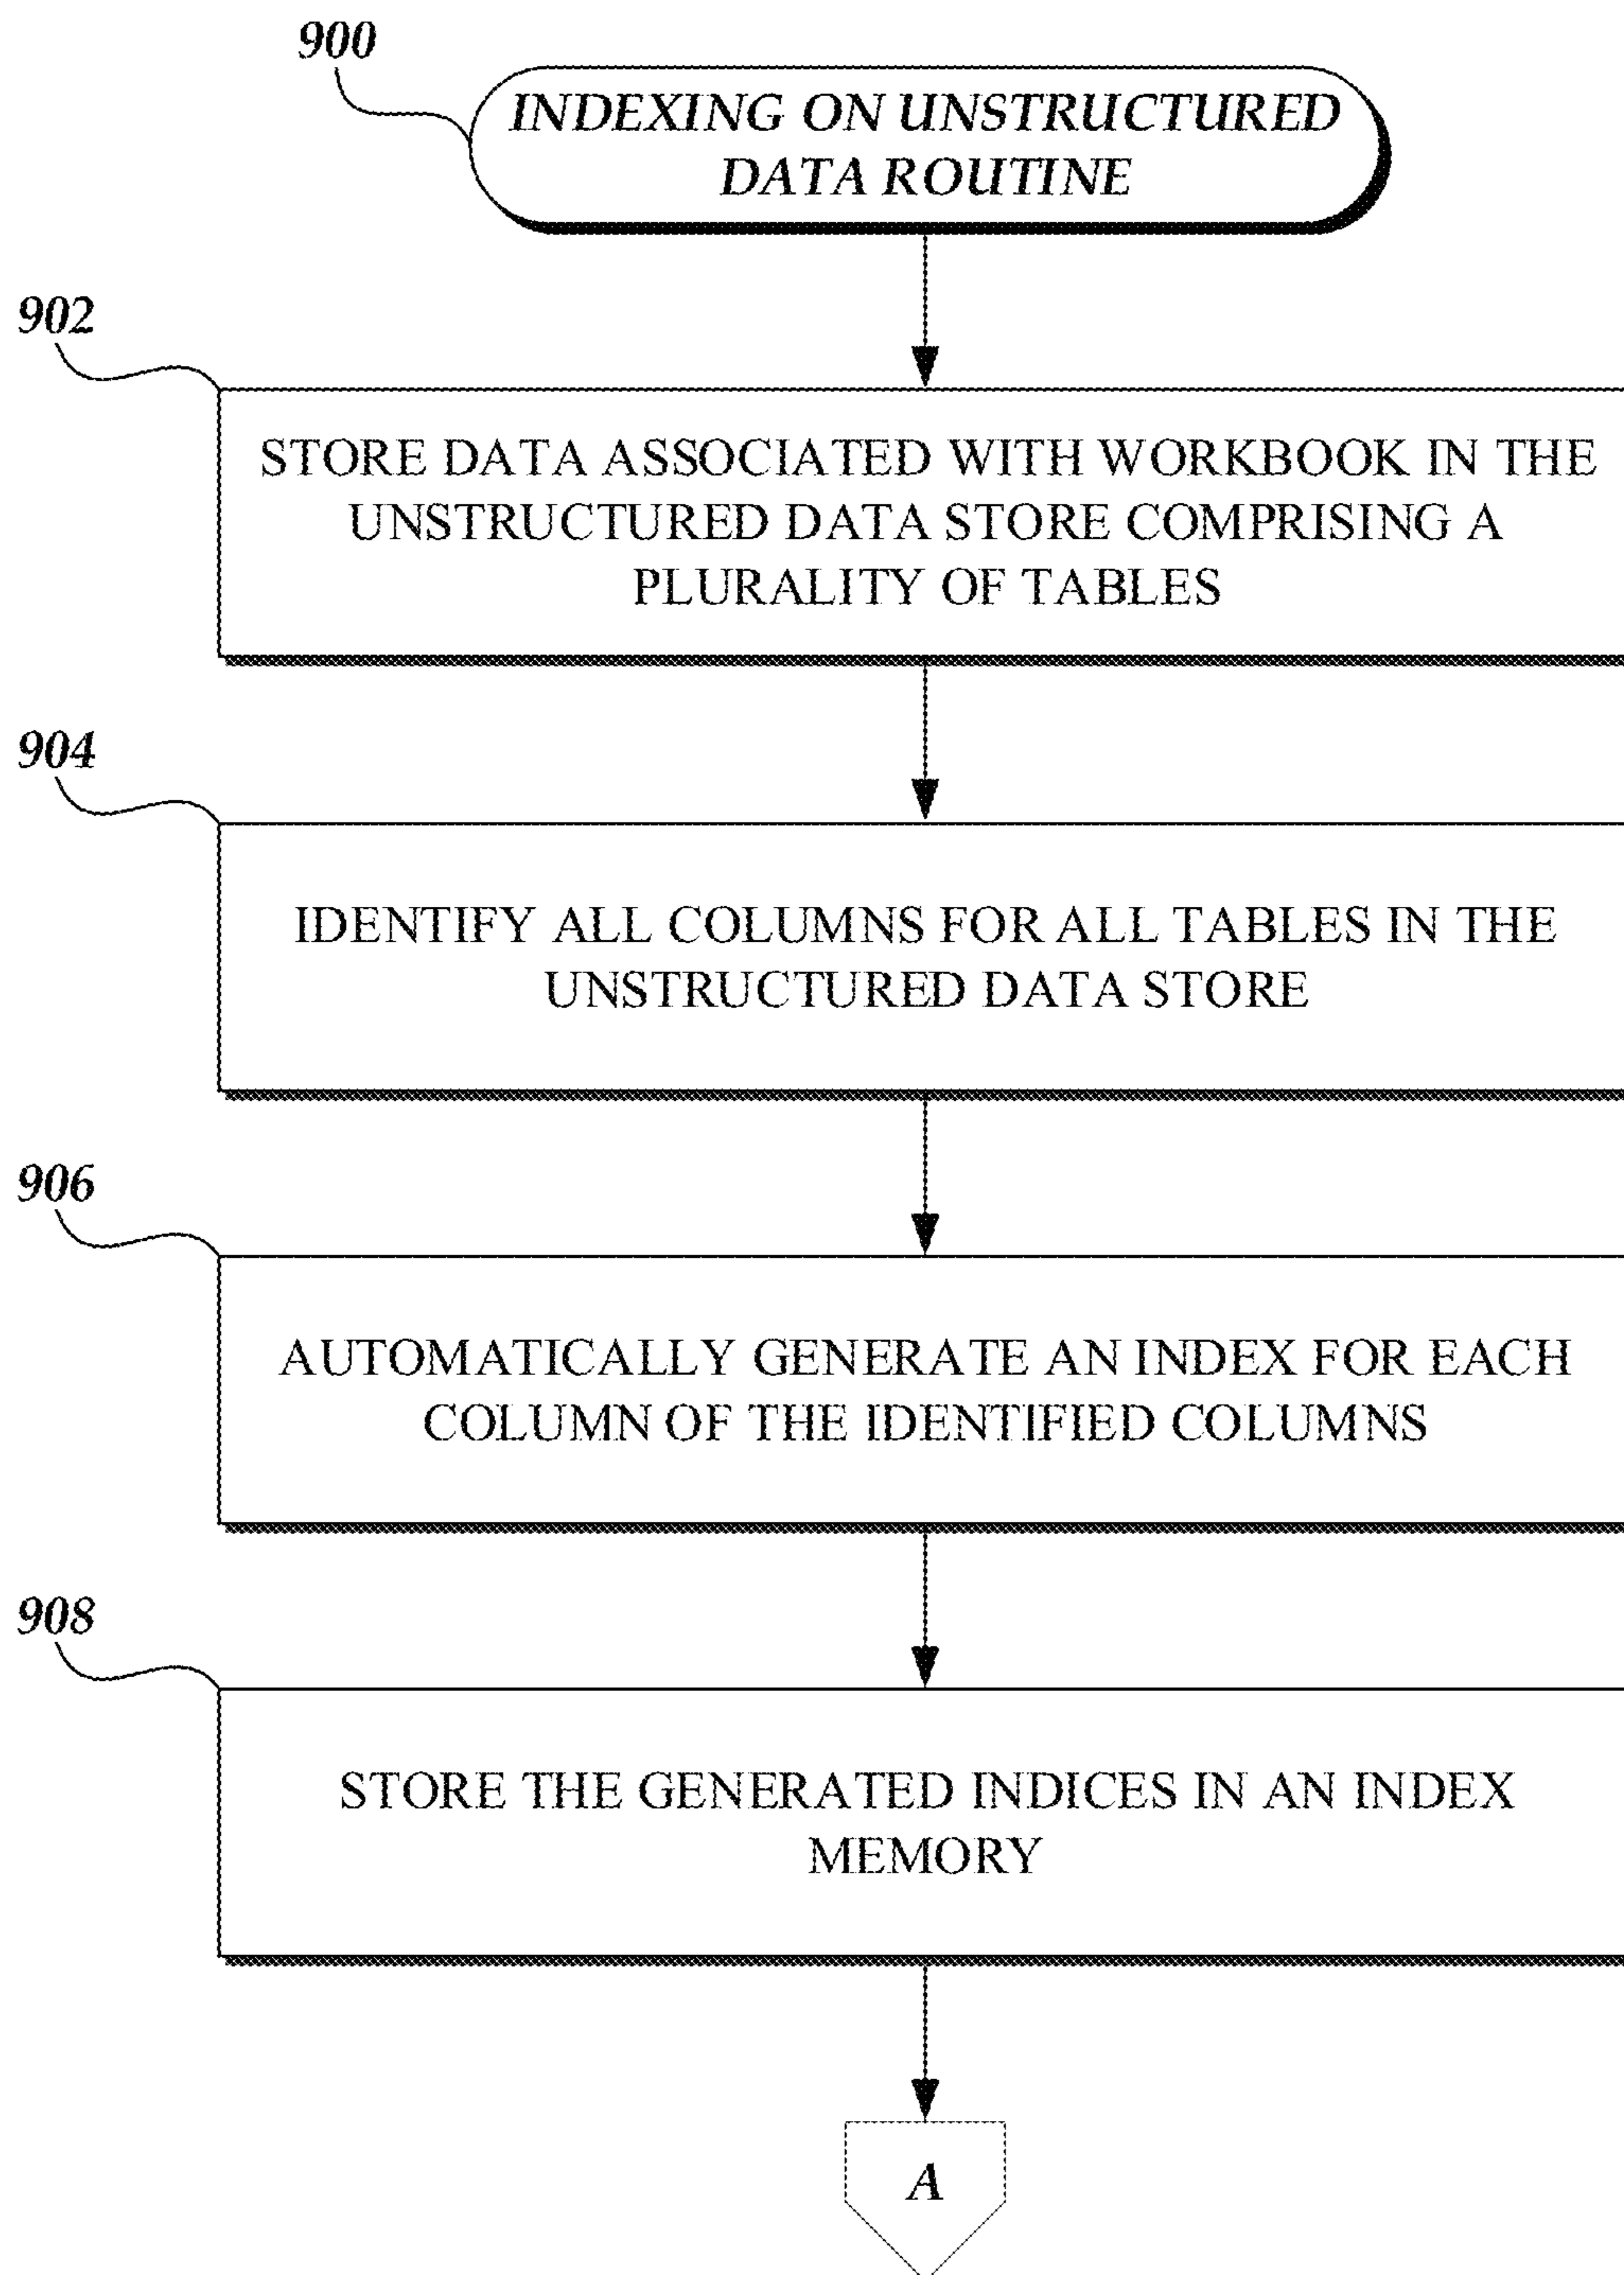 900
INDEXING ON UNSTRUCTURED
DATA ROUTINE
902
STORE DATA ASSOCIATED WITH WORKBOOK IN THE
UNSTRUCTURED DATA STORE COMPRISING A
PLURALITY OF TABLES
904
IDENTIFY ALL COLUMNS FOR ALL TABLES IN THE
UNSTRUCTURED DATA STORE
906
AUTOMATICALLY GENERATE AN INDEX FOR EACH
COLUMN OF THE IDENTIFIED COLUMNS
908
STORE THE GENERATED INDICES IN AN INDEX
MEMORY
A